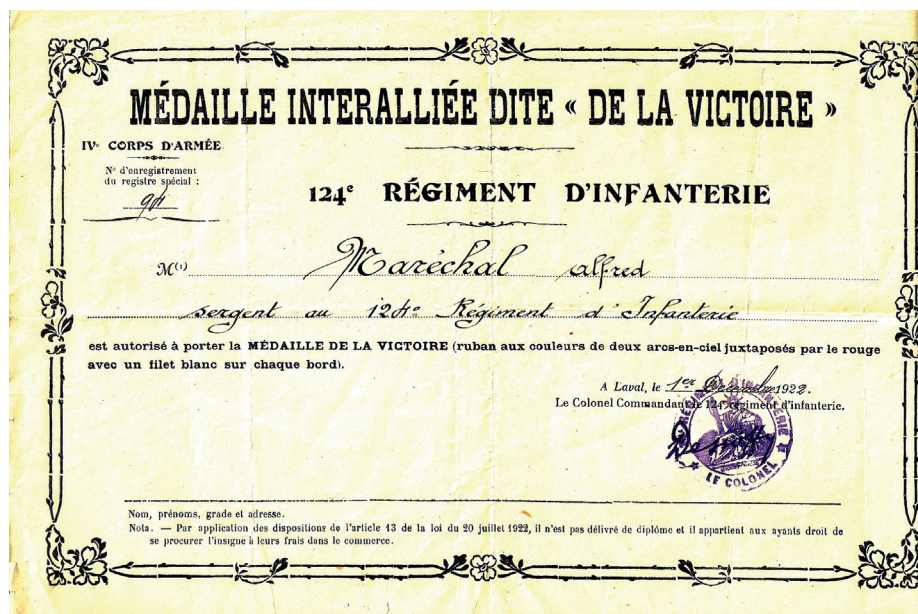 MÉDAILLE INTERALLIÉE DITE « DE LA VICTOIRE »
IVe CORPS D'ARMÉE
No d'enregistrement
du registre spécial :
94
124e RÉGIMENT D'INFANTERIE
M(1) Maréchal alfred
sergent au 124e Régiment d'Infanterie
est autorisé à porter la MÉDAILLE DE LA VICTOIRE (ruban aux couleurs de deux arcs-en-ciel juxtaposés par le rouge
avec un filet blanc sur chaque bord).
A Laval, le 1er Décembre 1922.
Le Colonel Commandant le 124e régiment d'infanterie.
LE COLONEL
Nom, prénoms, grade et adresse.
Nota. — Par application des dispositions de l'article 13 de la loi du 20 juillet 1922, il n'est pas délivré de diplôme et il appartient aux ayants droit de
se procurer l'insigne à leurs frais dans le commerce.